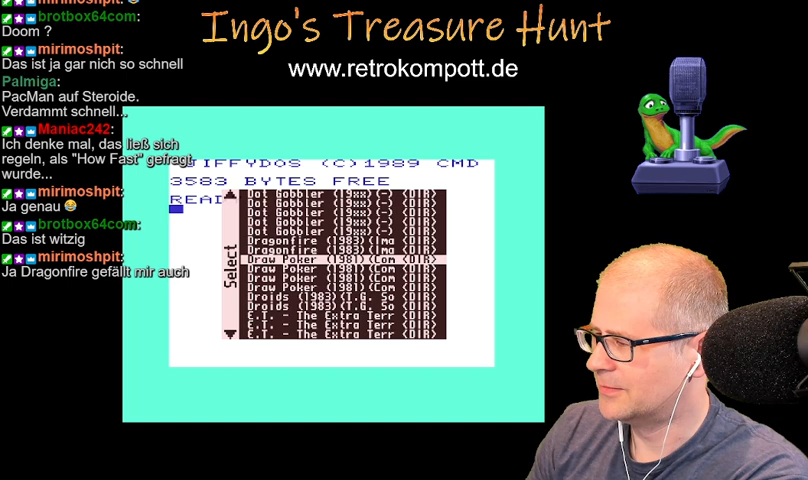 Ingo's Treasure Hunt
www.retrokompott.de
brotbox64com:
Doom ?
mirimoshpit:
Das ist ja gar nich so schnell
Palmiga:
PacMan auf Steroide.
Verdammt schnell...
Maniac242:
Ich denke mal, das ließ sich
regeln, als "How Fast" gefragt
wurde...
mirimoshpit:
Ja genau 😂
brotbox64com:
Das ist witzig
mirimoshpit:
Ja Dragonfire gefällt mir auch
IFFYDOS (C)1989 CMD
3583 BYTES FREE
READ
Select
Dot Gobbler (19xx)(-) <DIR>
Dot Gobbler (19xx)(-) <DIR>
Dot Gobbler (19xx)(-) <DIR>
Dot Gobbler (19xx)(-) <DIR>
Dot Gobbler (19xx)(-) <DIR>
Dragonfire (1983)(Ima <DIR>
Dragonfire (1983)(Ima <DIR>
Draw Poker (1981)(Com <DIR>
Draw Poker (1981)(Com <DIR>
Draw Poker (1981)(Com <DIR>
Draw Poker (1981)(Com <DIR>
Droids (1983)(T.G. So <DIR>
Droids (1983)(T.G. So <DIR>
E.T. - The Extra Terr <DIR>
E.T. - The Extra Terr <DIR>
E.T. - The Extra Terr <DIR>